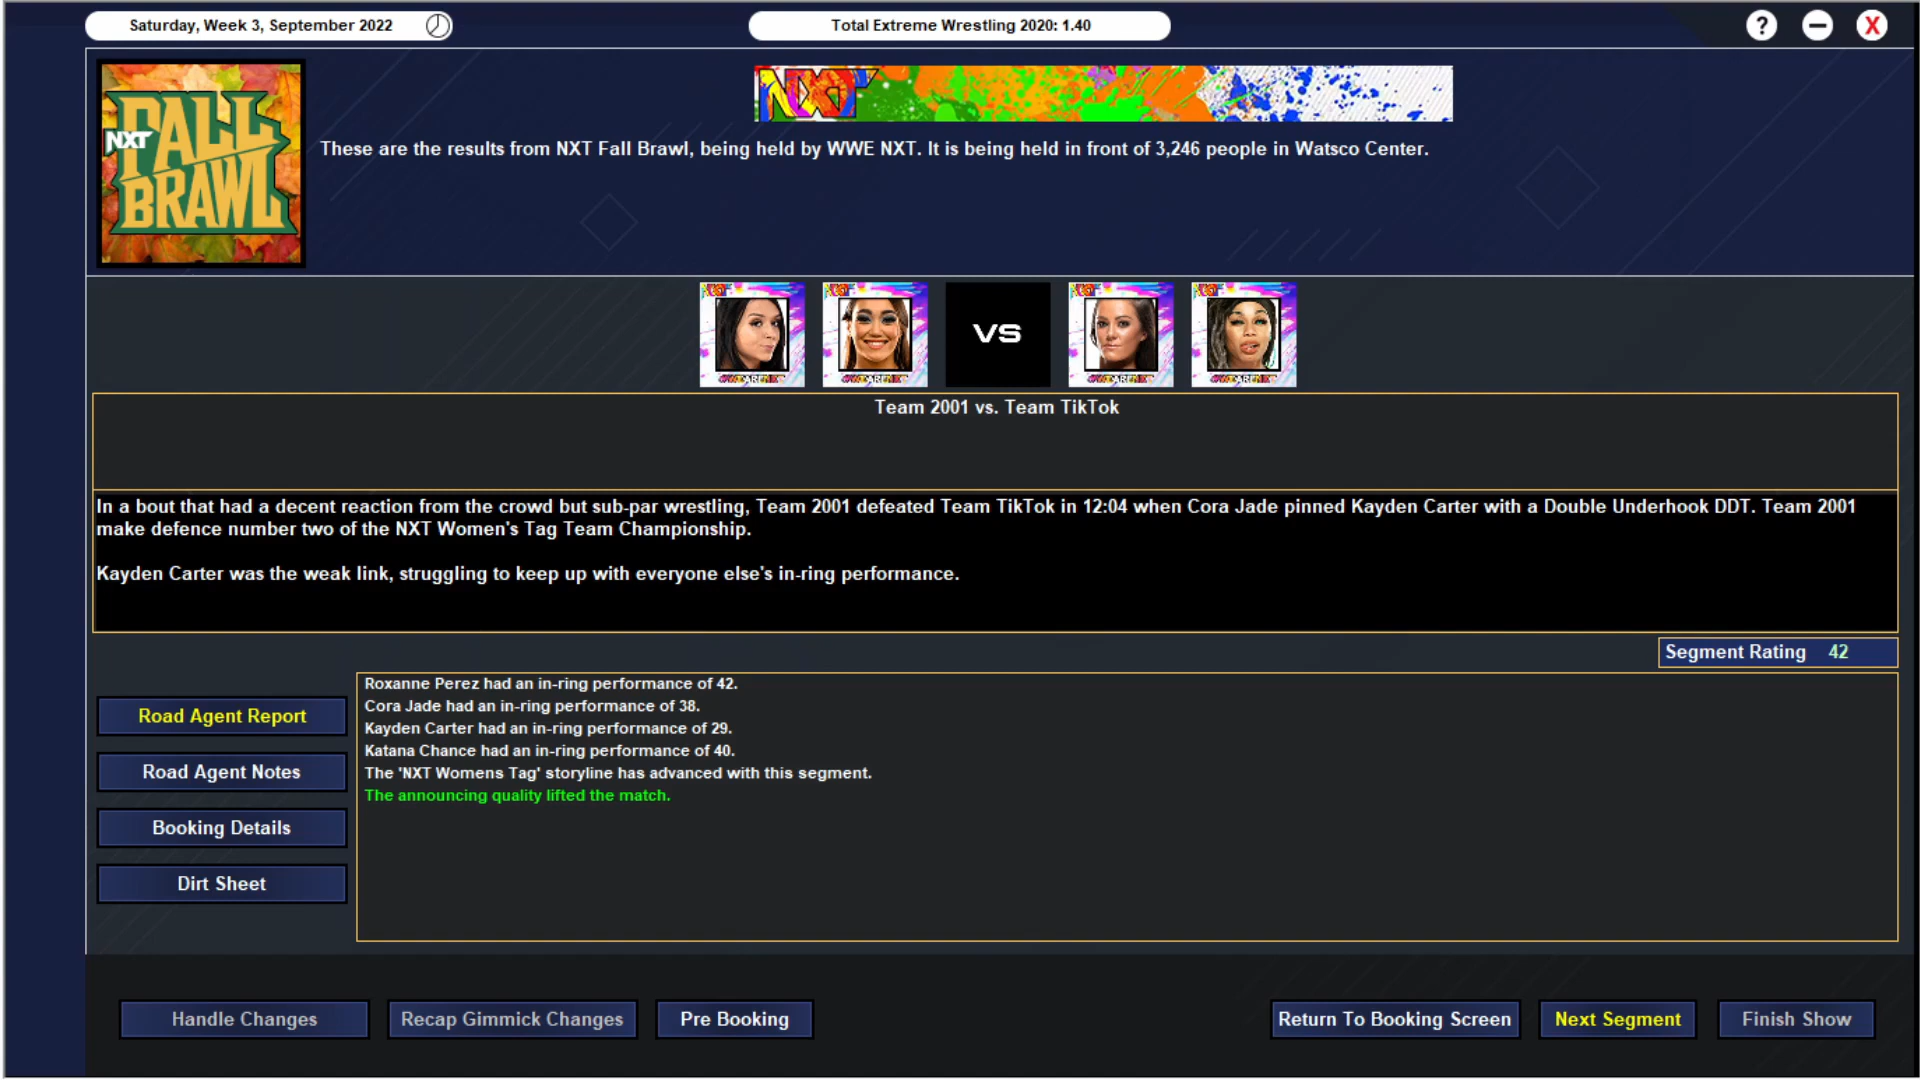 Saturday, Week 3, September 2022
Total Extreme Wrestling 2020: 1.40
?
X
NXT
FALL
BRAWL
NXT
These are the results from NXT Fall Brawl, being held by WWE NXT. It is being held in front of 3,246 people in Watsco Center.
VS
Team 2001 vs. Team TikTok
In a bout that had a decent reaction from the crowd but sub-par wrestling, Team 2001 defeated Team TikTok in 12:04 when Cora Jade pinned Kayden Carter with a Double Underhook DDT. Team 2001
make defence number two of the NXT Women's Tag Team Championship.
Kayden Carter was the weak link, struggling to keep up with everyone else's in-ring performance.
Segment Rating 42
Road Agent Report
Road Agent Notes
Booking Details
Dirt Sheet
Roxanne Perez had an in-ring performance of 42.
Cora Jade had an in-ring performance of 38.
Kayden Carter had an in-ring performance of 29.
Katana Chance had an in-ring performance of 40.
The 'NXT Womens Tag' storyline has advanced with this segment.
The announcing quality lifted the match.
Handle Changes
Recap Gimmick Changes
Pre Booking
Return To Booking Screen
Next Segment
Finish Show